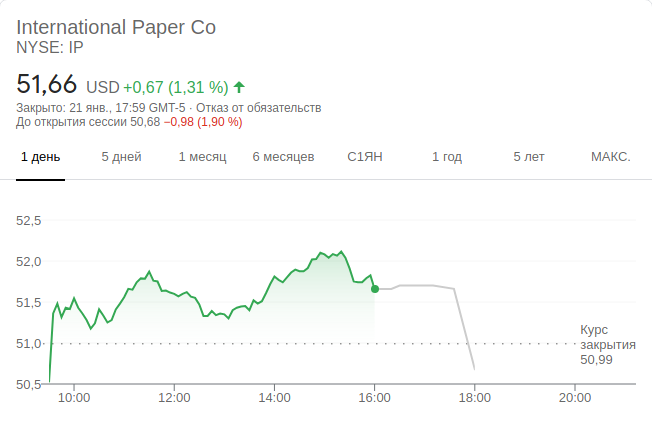 International Paper Co
NYSE: IP
51,66 USD +0,67 (1,31 %)
Закрыто: 21 янв., 17:59 GMT-5 · Отказ от обязательств
До открытия сессии 50,68 −0,98 (1,90 %)
1 день 5 дней 1 месяц 6 месяцев С1ЯН 1 год 5 лет МАКС.
52,5
52,0
51,5
51,0
50,5
Курс
закрытия
50,99
10:00 12:00 14:00 16:00 18:00 20:00